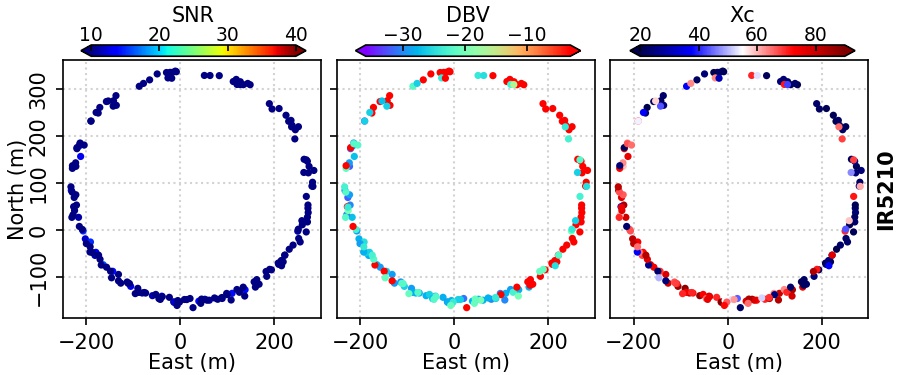 SNR DBV Xc
10 20 30 40 −30 −20 −10 20 40 60 80
North (m)
300
200
100
0
−100
IR5210
−200 0 200 −200 0 200 −200 0 200
East (m) East (m) East (m)